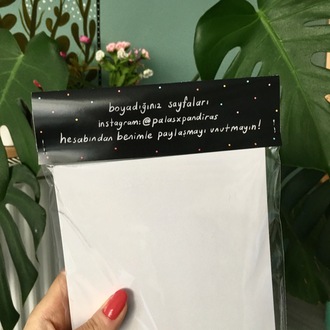 boyadığınız sayfaları
instagram:@palasxpandiras
hesabından benimle paylaşmayı unutmayın!